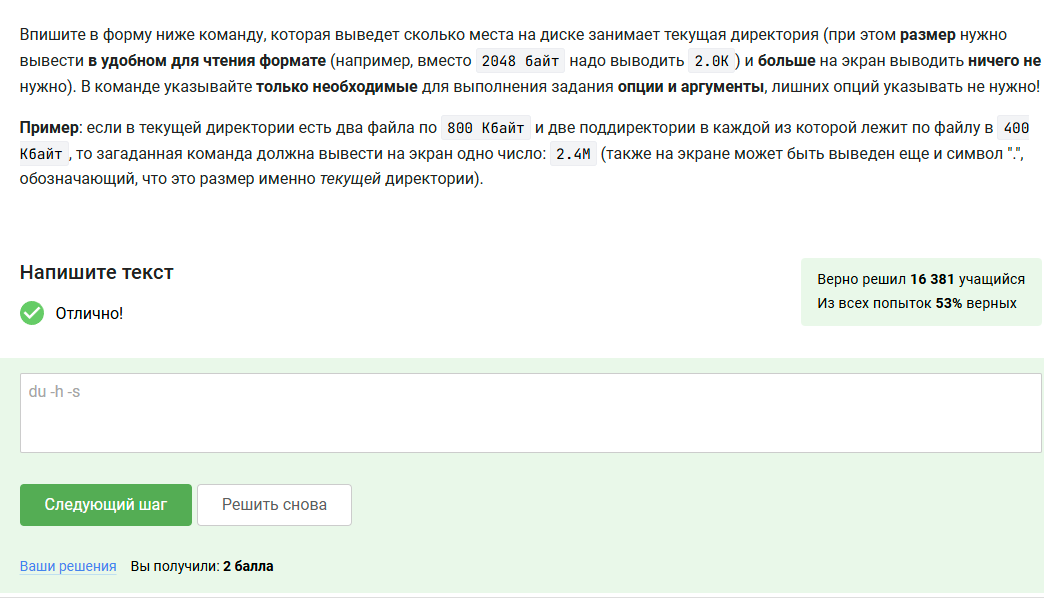 Впишите в форму ниже команду, которая выведет сколько места на диске занимает текущая директория (при этом размер нужно
вывести в удобном для чтения формате (например, вместо 2048 байт надо выводить 2.0K ) и больше на экран выводить ничего не
нужно). В команде указывайте только необходимые для выполнения задания опции и аргументы, лишних опций указывать не нужно!
Пример: если в текущей директории есть два файла по 800 Кбайт и две поддиректории в каждой из которой лежит по файлу в 400
Кбайт , то загаданная команда должна вывести на экран одно число: 2.4M (также на экране может быть выведен еще и символ ".",
обозначающий, что это размер именно текущей директории).
Напишите текст
Верно решил 16 381 учащийся
Из всех попыток 53% верных
Отлично!
du -h -s
Следующий шаг
Решить снова
Ваши решения Вы получили: 2 балла